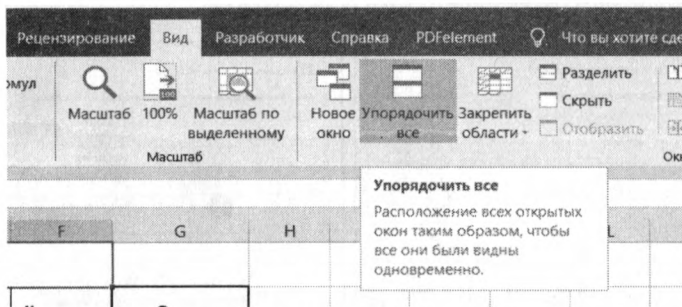 Рецензирование Вид Разработчик Справка PDFelement Что вы хотите сде
рмул
Масштаб 100% Масштаб по выделенному
Новое окно Упорядочить все Закрепить области
Разделить
Скрыть
Отобразить
100
Масштаб
Упорядочить все
Расположение всех открытых
окон таким образом, чтобы
все они были видны
одновременно.
F G H L